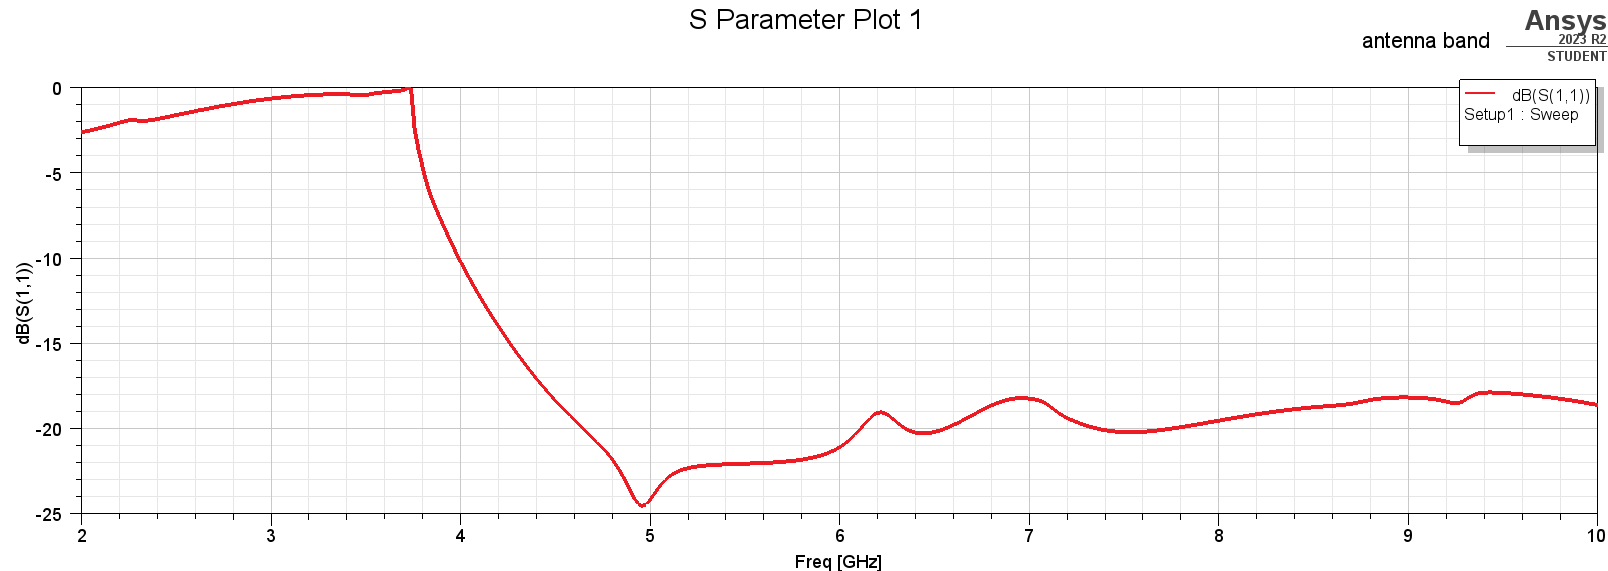 S Parameter Plot 1
Ansys
2023 R2
STUDENT
antenna band
dB(S(1,1))
Setup1 : Sweep
0
-5
-10
-15
-20
-25
dB(S(1,1))
2 3 4 5 6 7 8 9 10
Freq [GHz]